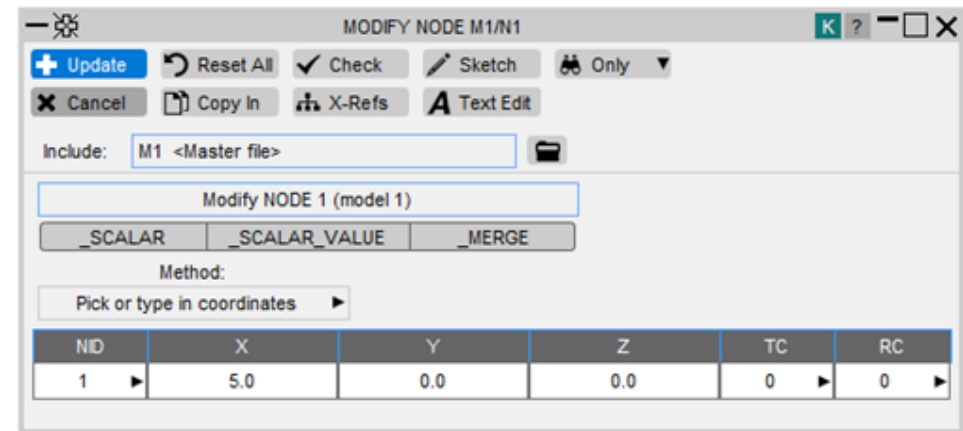 MODIFY NODE M1/N1 K ?
Update Reset All Check Sketch Only
Cancel Copy In X-Refs A Text Edit
Include: M1 <Master file>
Modify NODE 1 (model 1)
_SCALAR _SCALAR_VALUE _MERGE
Method:
Pick or type in coordinates
NID X Y Z TC RC
1 5.0 0.0 0.0 0 0